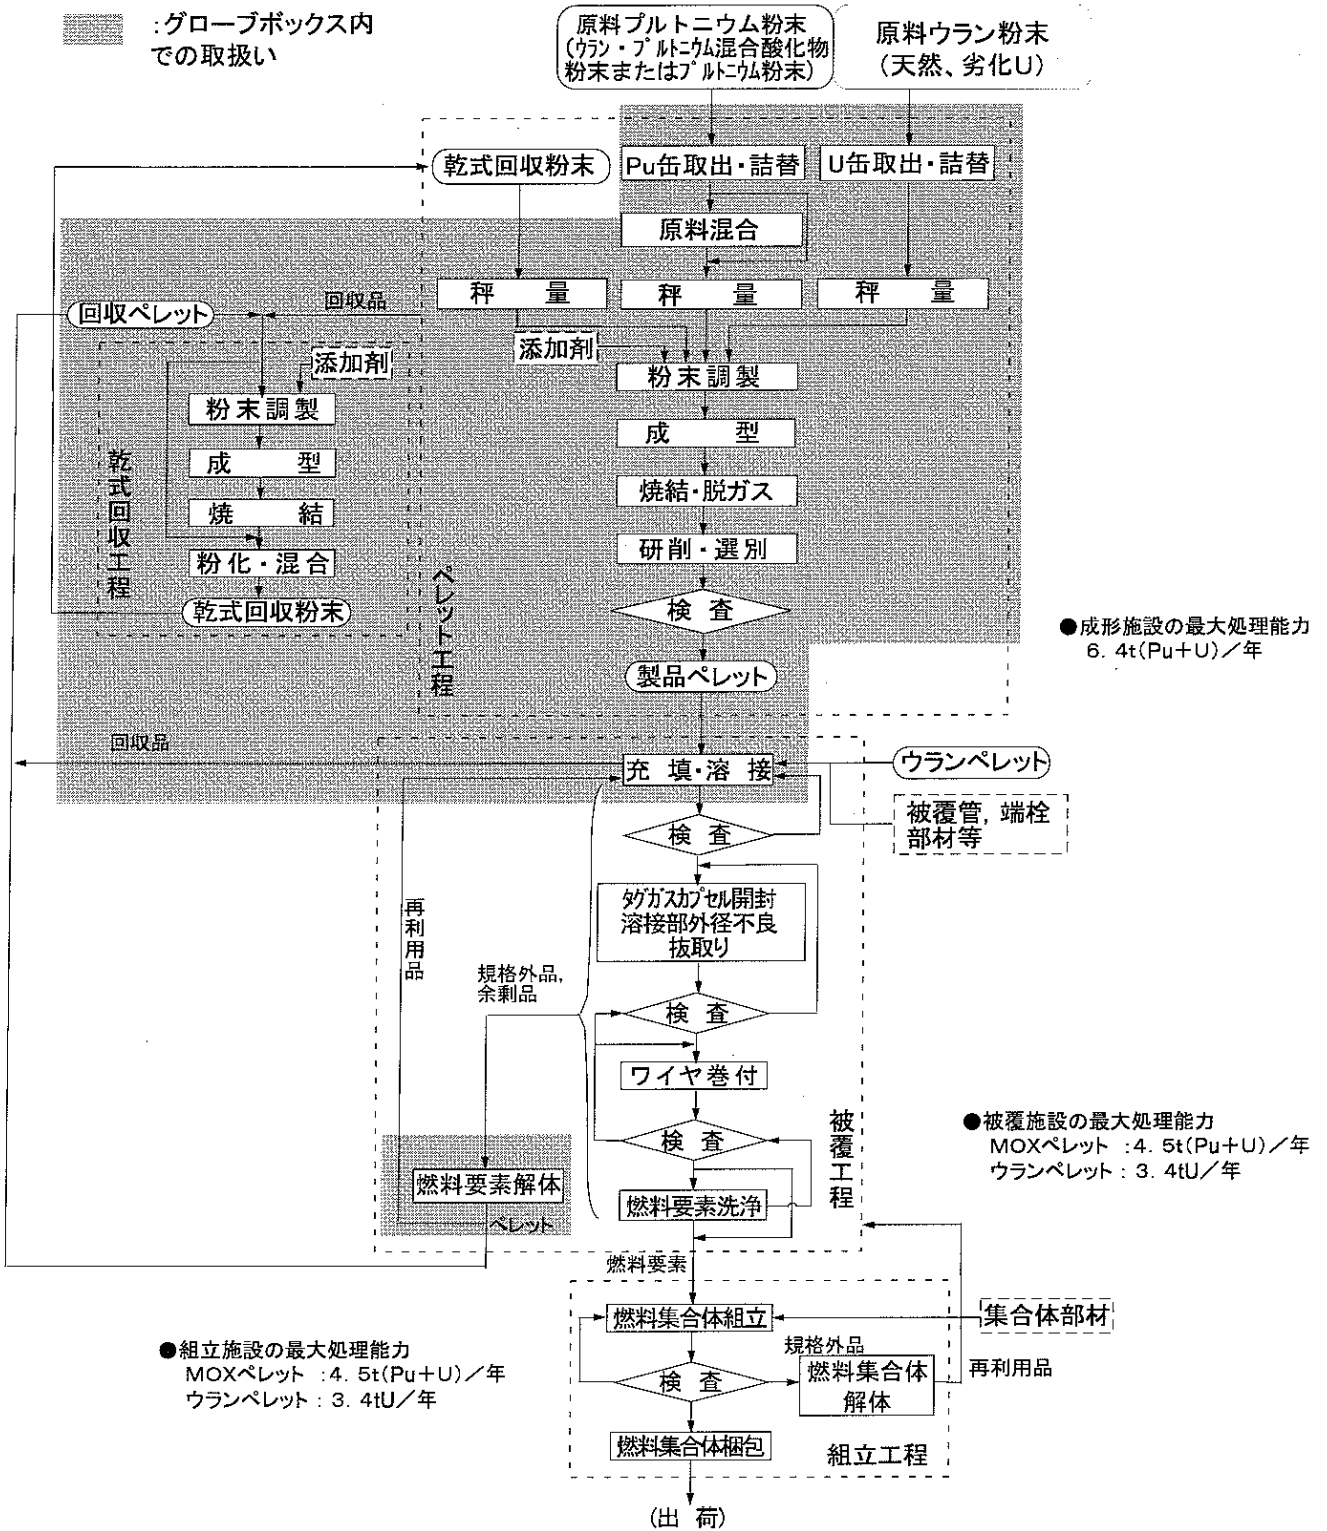 :グローブボックス内
での取扱い
原料プルトニウム粉末
(ウラン・プルトニウム混合酸化物
粉末またはプルトニウム粉末)
原料ウラン粉末
(天然、劣化U)
乾式回収粉末
Pu缶取出・詰替
U缶取出・詰替
原料混合
秤 量
秤 量
秤 量
回収ペレット
回収品
添加剤
添加剤
粉末調製
粉末調製
成 型
成 型
焼結・脱ガス
焼 結
研削・選別
粉化・混合
検 査
乾式回収粉末
乾式回収工程
ペレット工程
製品ペレット
●成形施設の最大処理能力
6.4t(Pu+U)/年
回収品
充填・溶接
ウランペレット
被覆管,端栓
部材等
検 査
タグガスカプセル開封
溶接部外径不良
抜取り
再利用品
規格外品,
余剰品
検 査
ワイヤ巻付
検 査
被覆工程
●被覆施設の最大処理能力
MOXペレット :4.5t(Pu+U)/年
ウランペレット:3.4tU/年
燃料要素解体
ペレット
燃料要素洗浄
燃料要素
燃料集合体組立
集合体部材
●組立施設の最大処理能力
MOXペレット :4.5t(Pu+U)/年
ウランペレット:3.4tU/年
検 査
規格外品
燃料集合体
解体
再利用品
燃料集合体梱包
組立工程
(出 荷)